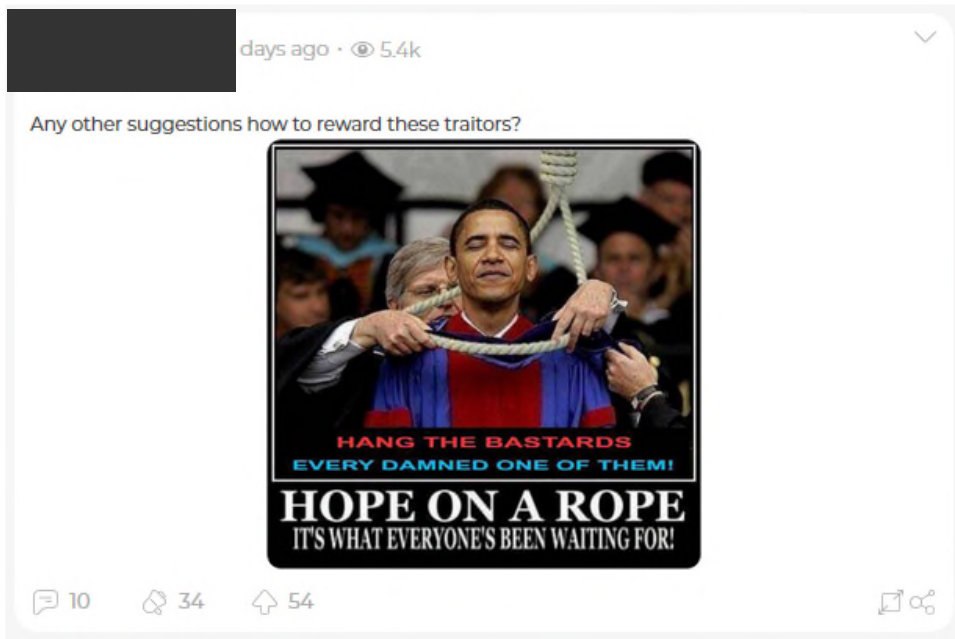 days ago · 5.4k
Any other suggestions how to reward these traitors?
HANG THE BASTARDS
EVERY DAMNED ONE OF THEM!
HOPE ON A ROPE
IT'S WHAT EVERYONE'S BEEN WAITING FOR!
10 34 54